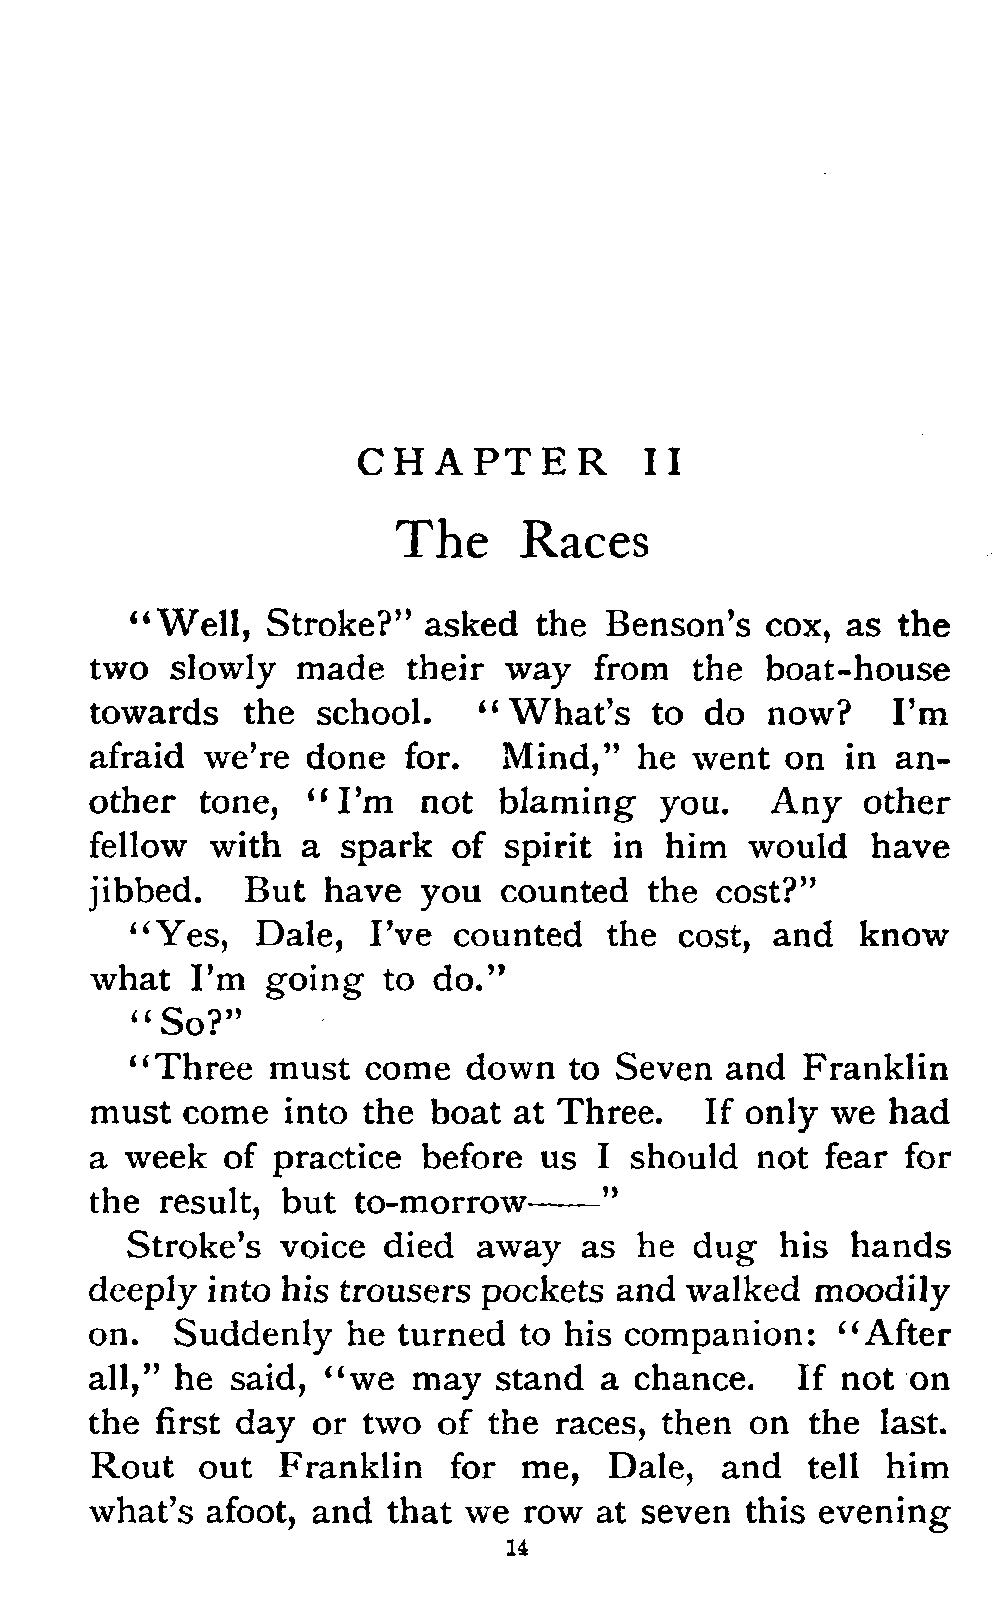 CHAPTER II
The Races
“Well, Stroke?” asked the Benson’s cox, as the
two slowly made their way from the boat-house
towards the school. “What’s to do now? I’m
afraid we’re done for. Mind,” he went on in an-
other tone, “I’m not blaming you. Any other
fellow with a spark of spirit in him would have
jibbed. But have you counted the cost?”
“Yes, Dale, I’ve counted the cost, and know
what I’m going to do.”
“So?”
“Three must come down to Seven and Franklin
must come into the boat at Three. If only we had
a week of practice before us I should not fear for
the result, but to-morrow——”
Stroke’s voice died away as he dug his hands
deeply into his trousers pockets and walked moodily
on. Suddenly he turned to his companion: “After
all,” he said, “we may stand a chance. If not on
the first day or two of the races, then on the last.
Rout out Franklin for me, Dale, and tell him
what’s afoot, and that we row at seven this evening
14